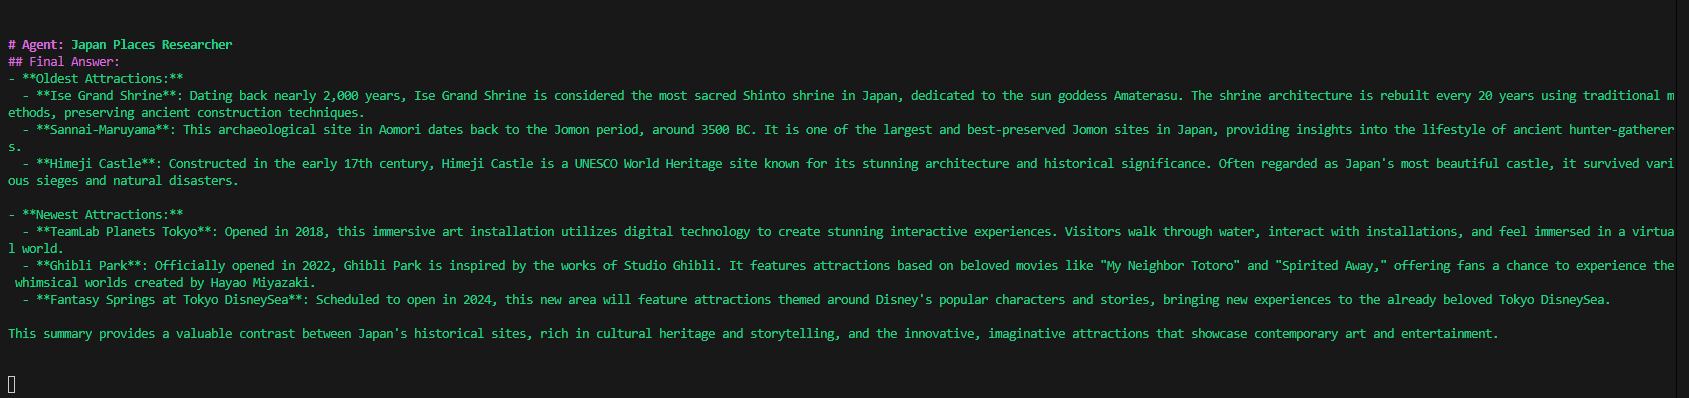 # Agent: Japan Places Researcher
## Final Answer:
- **Oldest Attractions:**
  - **Ise Grand Shrine**: Dating back nearly 2,000 years, Ise Grand Shrine is considered the most sacred Shinto shrine in Japan, dedicated to the sun goddess Amaterasu. The shrine architecture is rebuilt every 20 years using traditional m
ethods, preserving ancient construction techniques.
  - **Sannai-Maruyama**: This archaeological site in Aomori dates back to the Jomon period, around 3500 BC. It is one of the largest and best-preserved Jomon sites in Japan, providing insights into the lifestyle of ancient hunter-gatherer
s.
  - **Himeji Castle**: Constructed in the early 17th century, Himeji Castle is a UNESCO World Heritage site known for its stunning architecture and historical significance. Often regarded as Japan's most beautiful castle, it survived vari
ous sieges and natural disasters.
- **Newest Attractions:**
  - **TeamLab Planets Tokyo**: Opened in 2018, this immersive art installation utilizes digital technology to create stunning interactive experiences. Visitors walk through water, interact with installations, and feel immersed in a virtua
l world.
  - **Ghibli Park**: Officially opened in 2022, Ghibli Park is inspired by the works of Studio Ghibli. It features attractions based on beloved movies like "My Neighbor Totoro" and "Spirited Away," offering fans a chance to experience the
 whimsical worlds created by Hayao Miyazaki.
  - **Fantasy Springs at Tokyo DisneySea**: Scheduled to open in 2024, this new area will feature attractions themed around Disney's popular characters and stories, bringing new experiences to the already beloved Tokyo DisneySea.
This summary provides a valuable contrast between Japan's historical sites, rich in cultural heritage and storytelling, and the innovative, imaginative attractions that showcase contemporary art and entertainment.